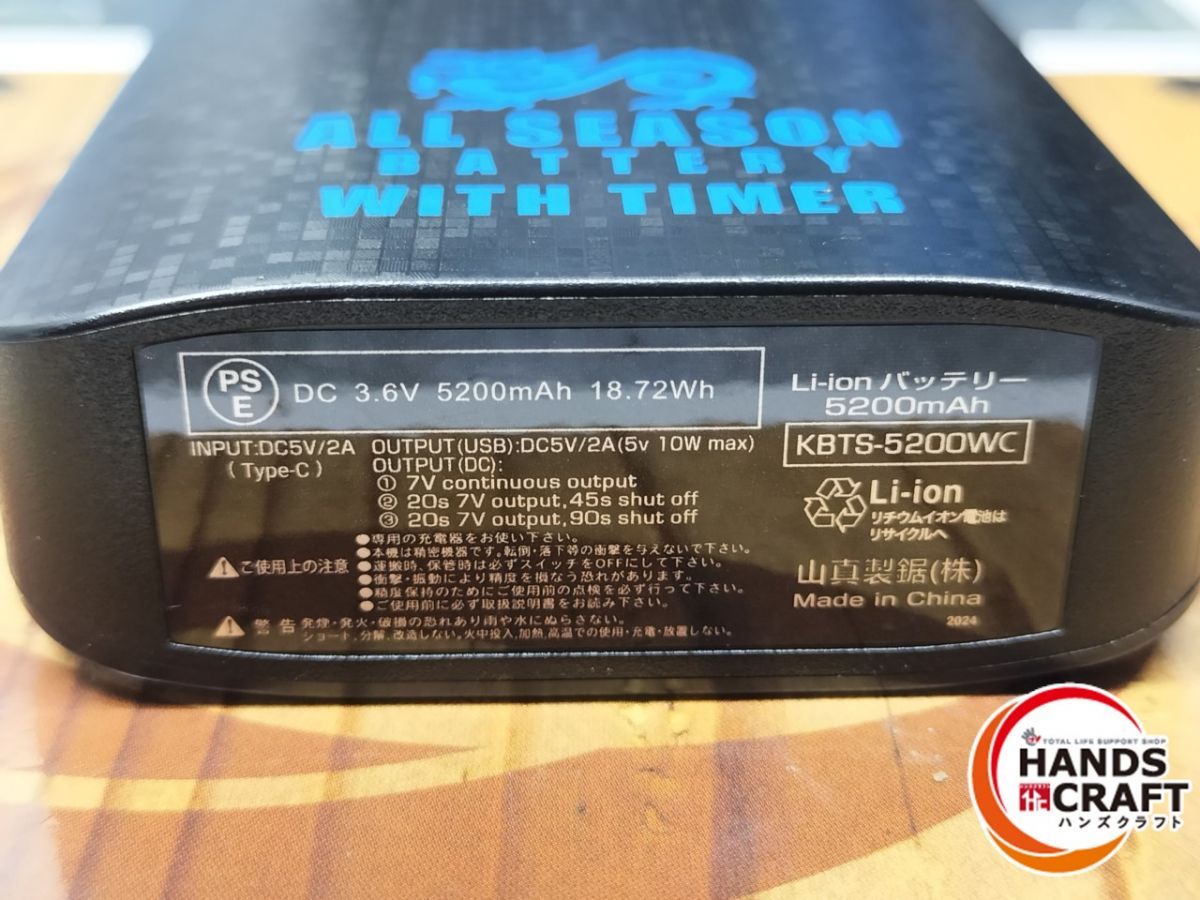 ALL SEASON
BATTERY
WITH TIMER
PS
E
DC 3.6V 5200mAh 18.72Wh
Li-ion バッテリー
5200mAh
INPUT:DC5V/2A
(Type-C)
OUTPUT(USB):DC5V/2A(5v 10W max)
OUTPUT(DC):
① 7V continuous output
② 20s 7V output,45s shut off
③ 20s 7V output,90s shut off
KBTS-5200WC
Li-ion
リチウムイオン電池は
リサイクルへ
ご使用上の注意
●専用の充電器をお使い下さい。
●本機は精密機器です。転倒・落下等の衝撃を与えないで下さい。
●運搬時、保管時は必ずスイッチをOFFにして下さい。
●衝撃・振動により精度を損なう恐れがあります。
●精度保持のためにご使用前の点検を必ず行って下さい。
●ご使用前に必ず取扱説明書をお読み下さい。
警告 発煙・発火・破損の恐れあり雨や水にぬらさない。
ショート、分解、改造しない。火中投入、加熱、高温での使用・充電・放置しない。
山真製鋸(株)
Made in China
2024
TOTAL LIFE SUPPORT SHOP
HANDS
CRAFT
ハンズクラフト